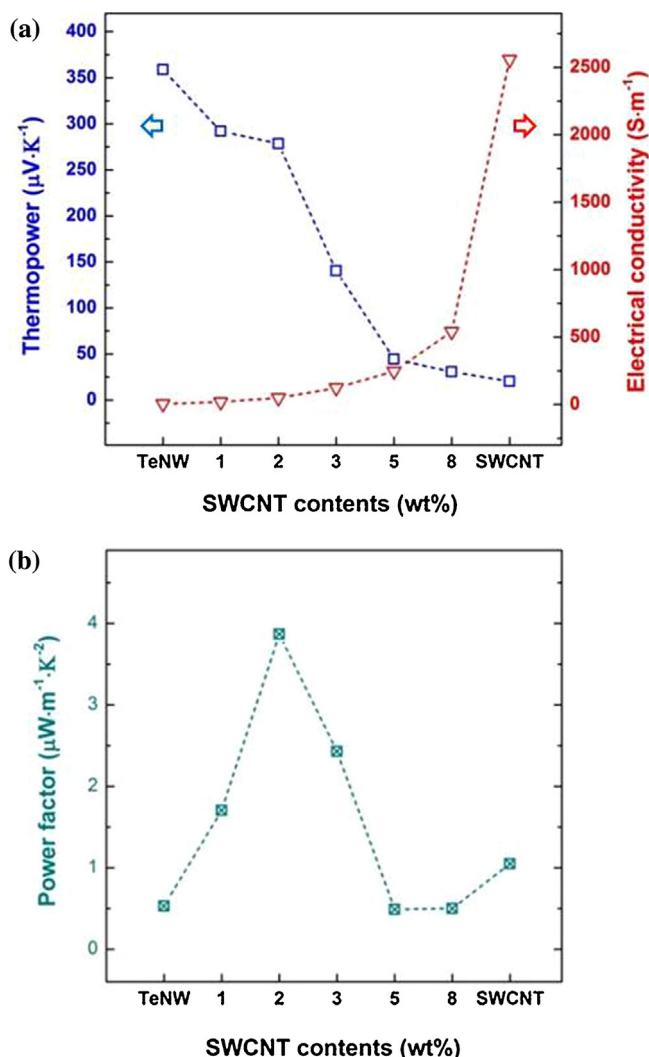 (a)
400
350
300
250
200
150
100
50
0
Thermopower (μV·K⁻¹)
2500
2000
1500
1000
500
0
Electrical conductivity (S·m⁻¹)
TeNW 1 2 3 5 8 SWCNT
SWCNT contents (wt%)
(b)
4
3
2
1
0
Power factor (μW·m⁻¹·K⁻²)
TeNW 1 2 3 5 8 SWCNT
SWCNT contents (wt%)